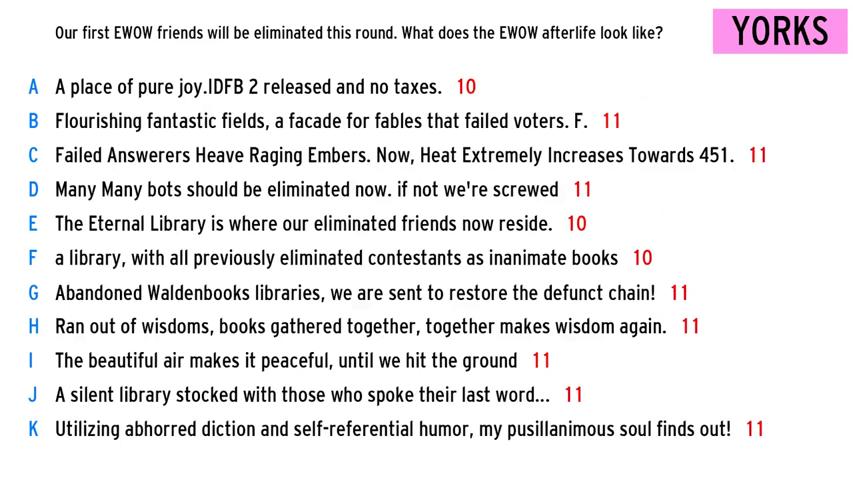 Our first EWOW friends will be eliminated this round. What does the EWOW afterlife look like?
YORKS
A A place of pure joy.IDFB 2 released and no taxes. 10
B Flourishing fantastic fields, a facade for fables that failed voters. F. 11
C Failed Answerers Heave Raging Embers. Now, Heat Extremely Increases Towards 451. 11
D Many Many bots should be eliminated now. if not we're screwed 11
E The Eternal Library is where our eliminated friends now reside. 10
F a library, with all previously eliminated contestants as inanimate books 10
G Abandoned Waldenbooks libraries, we are sent to restore the defunct chain! 11
H Ran out of wisdoms, books gathered together, together makes wisdom again. 11
I The beautiful air makes it peaceful, until we hit the ground 11
J A silent library stocked with those who spoke their last word... 11
K Utilizing abhorred diction and self-referential humor, my pusillanimous soul finds out! 11